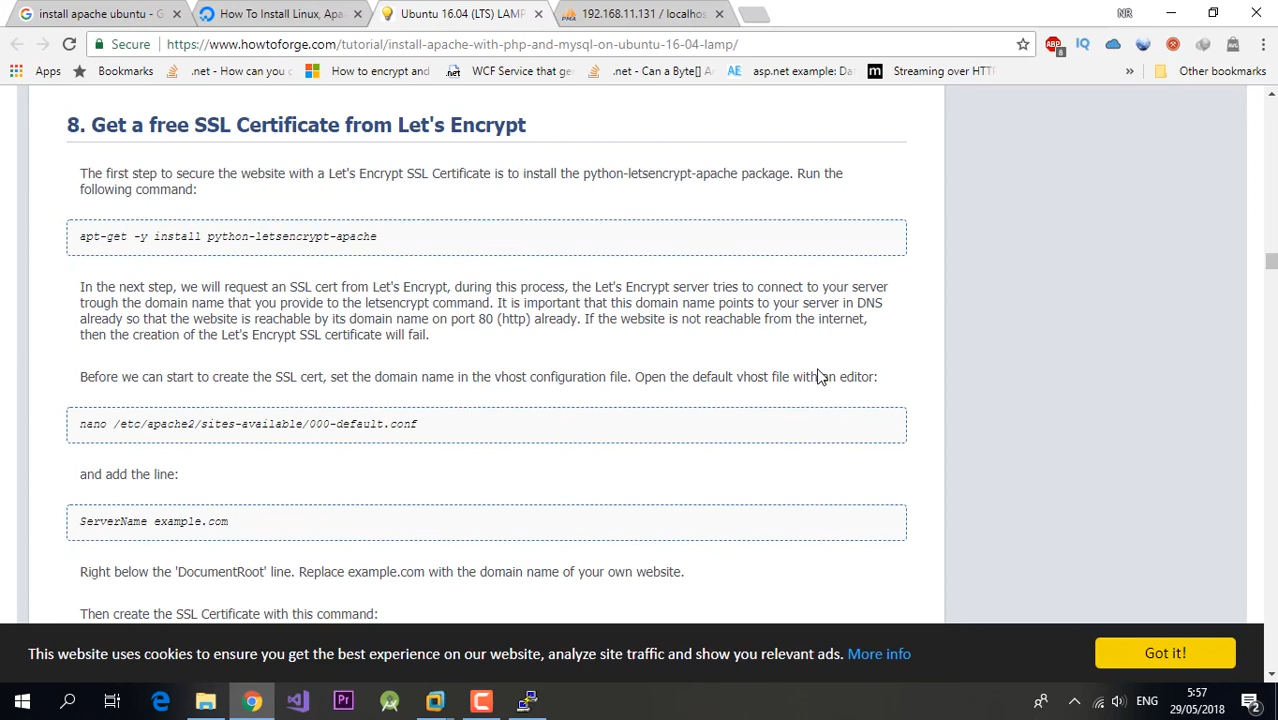 install apache ubuntu - G
How To Install Linux, Apa
Ubuntu 16.04 (LTS) LAMP
192.168.11.131 / localhos
NR
Secure
https://www.howtoforge.com/tutorial/install-apache-with-php-and-mysql-on-ubuntu-16-04-lamp/
ABP
8
IQ
AVG
Apps
Bookmarks
.net - How can you c
How to encrypt and
.net
WCF Service that ge
.net - Can a Byte[] A
AE
asp.net example: Da
m
Streaming over HTT
»
Other bookmarks
8. Get a free SSL Certificate from Let's Encrypt
The first step to secure the website with a Let's Encrypt SSL Certificate is to install the python-letsencrypt-apache package. Run the
following command:
apt-get -y install python-letsencrypt-apache
In the next step, we will request an SSL cert from Let's Encrypt, during this process, the Let's Encrypt server tries to connect to your server
trough the domain name that you provide to the letsencrypt command. It is important that this domain name points to your server in DNS
already so that the website is reachable by its domain name on port 80 (http) already. If the website is not reachable from the internet,
then the creation of the Let's Encrypt SSL certificate will fail.
Before we can start to create the SSL cert, set the domain name in the vhost configuration file. Open the default vhost file with an editor:
nano /etc/apache2/sites-available/000-default.conf
and add the line:
ServerName example.com
Right below the 'DocumentRoot' line. Replace example.com with the domain name of your own website.
Then create the SSL Certificate with this command:
This website uses cookies to ensure you get the best experience on our website, analyze site traffic and show you relevant ads. More info
Got it!
Pr
ENG
5:57
29/05/2018
2